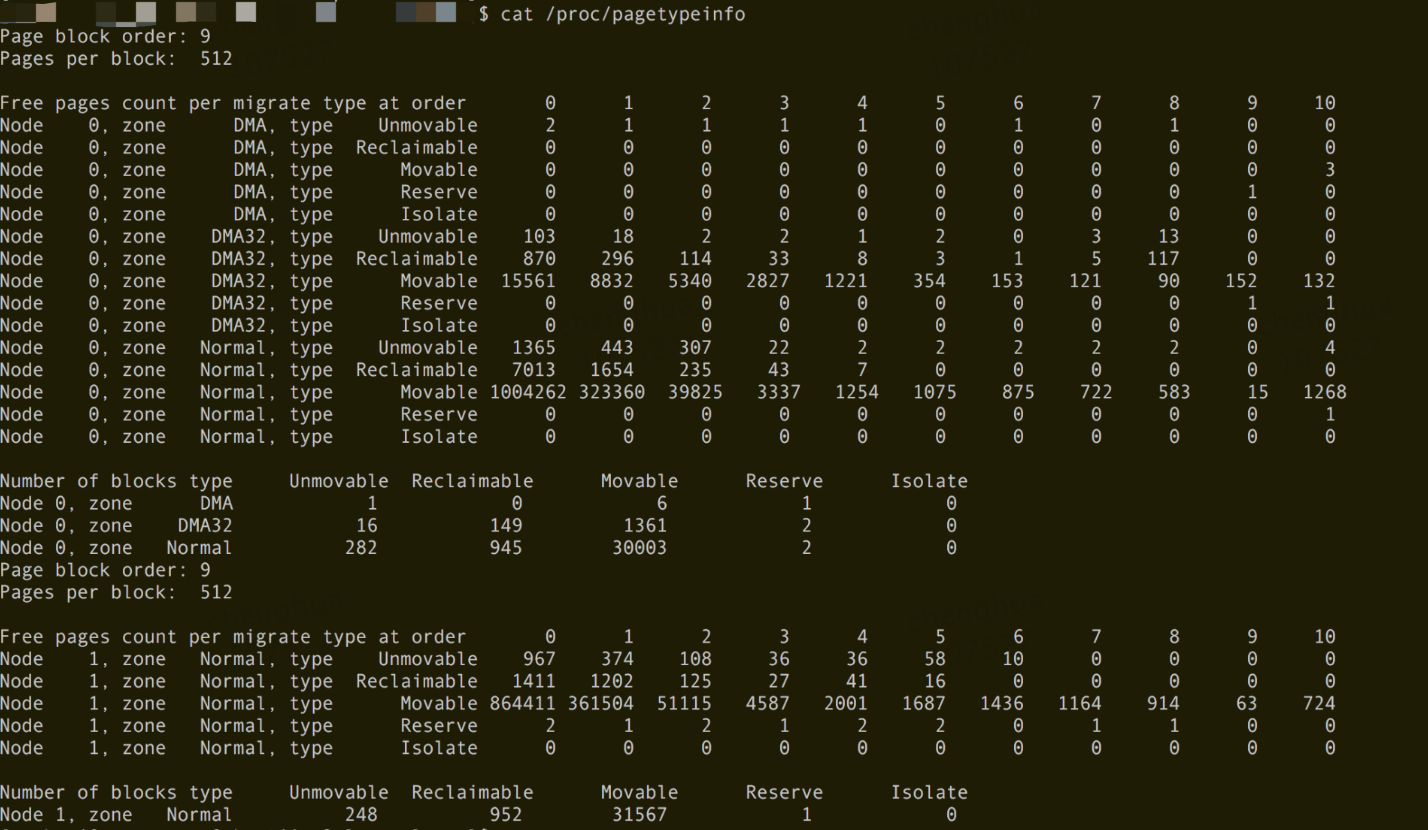 $ cat /proc/pagetypeinfo
Page block order: 9
Pages per block:  512
Free pages count per migrate type at order       0      1      2      3      4      5      6      7      8      9     10
Node    0, zone      DMA, type    Unmovable      2      1      1      1      1      0      1      0      1      0      0
Node    0, zone      DMA, type  Reclaimable      0      0      0      0      0      0      0      0      0      0      0
Node    0, zone      DMA, type      Movable      0      0      0      0      0      0      0      0      0      0      3
Node    0, zone      DMA, type      Reserve      0      0      0      0      0      0      0      0      0      1      0
Node    0, zone      DMA, type      Isolate      0      0      0      0      0      0      0      0      0      0      0
Node    0, zone    DMA32, type    Unmovable    103     18      2      2      1      2      0      3     13      0      0
Node    0, zone    DMA32, type  Reclaimable    870    296    114     33      8      3      1      5    117      0      0
Node    0, zone    DMA32, type      Movable  15561   8832   5340   2827   1221    354    153    121     90    152    132
Node    0, zone    DMA32, type      Reserve      0      0      0      0      0      0      0      0      0      1      1
Node    0, zone    DMA32, type      Isolate      0      0      0      0      0      0      0      0      0      0      0
Node    0, zone   Normal, type    Unmovable   1365    443    307     22      2      2      2      2      2      0      4
Node    0, zone   Normal, type  Reclaimable   7013   1654    235     43      7      0      0      0      0      0      0
Node    0, zone   Normal, type      Movable 1004262 323360  39825   3337   1254   1075    875    722    583     15   1268
Node    0, zone   Normal, type      Reserve      0      0      0      0      0      0      0      0      0      0      1
Node    0, zone   Normal, type      Isolate      0      0      0      0      0      0      0      0      0      0      0
Number of blocks type     Unmovable  Reclaimable      Movable      Reserve      Isolate
Node 0, zone      DMA            1            0            6            1            0
Node 0, zone    DMA32           16          149         1361            2            0
Node 0, zone   Normal          282          945        30003            2            0
Page block order: 9
Pages per block:  512
Free pages count per migrate type at order       0      1      2      3      4      5      6      7      8      9     10
Node    1, zone   Normal, type    Unmovable    967    374    108     36     36     58     10      0      0      0      0
Node    1, zone   Normal, type  Reclaimable   1411   1202    125     27     41     16      0      0      0      0      0
Node    1, zone   Normal, type      Movable 864411 361504  51115   4587   2001   1687   1436   1164    914     63    724
Node    1, zone   Normal, type      Reserve      2      1      2      1      2      2      0      1      1      0      0
Node    1, zone   Normal, type      Isolate      0      0      0      0      0      0      0      0      0      0      0
Number of blocks type     Unmovable  Reclaimable      Movable      Reserve      Isolate
Node 1, zone   Normal          248          952        31567            1            0